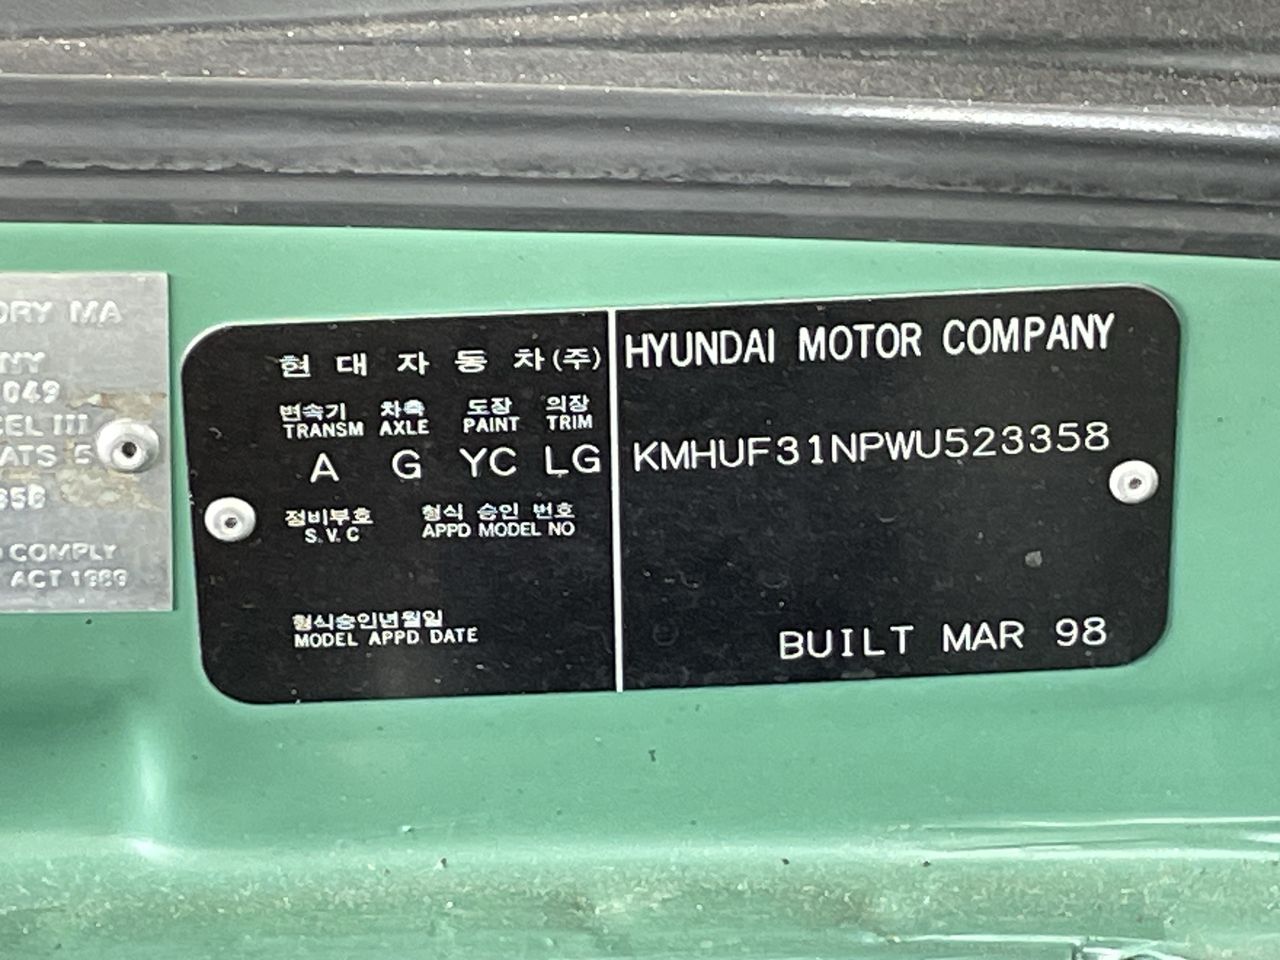 ORY MA
NY
049
CEL III
ATS 5
358
COMPLY
ACT 1989
현 대 자 동 차 (주)
변속기 차축 도장 의장
TRANSM AXLE PAINT TRIM
A G YC LG
정비부호 형식 승인 번호
S.V.C APPD MODEL NO
형식승인년월일
MODEL APPD DATE
HYUNDAI MOTOR COMPANY
KMHUF31NPWU523358
BUILT MAR 98